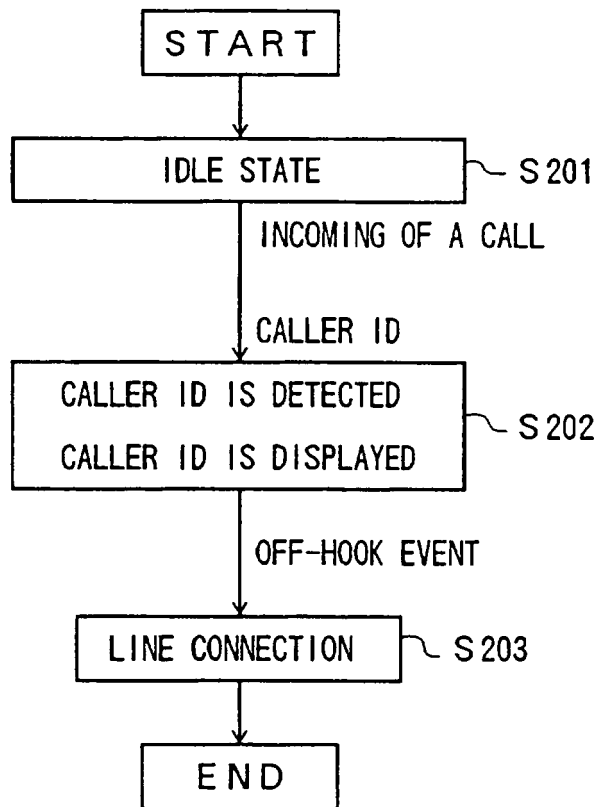 START
IDLE STATE
S201
INCOMING OF A CALL
CALLER ID
CALLER ID IS DETECTED
CALLER ID IS DISPLAYED
S202
OFF-HOOK EVENT
LINE CONNECTION
S203
END